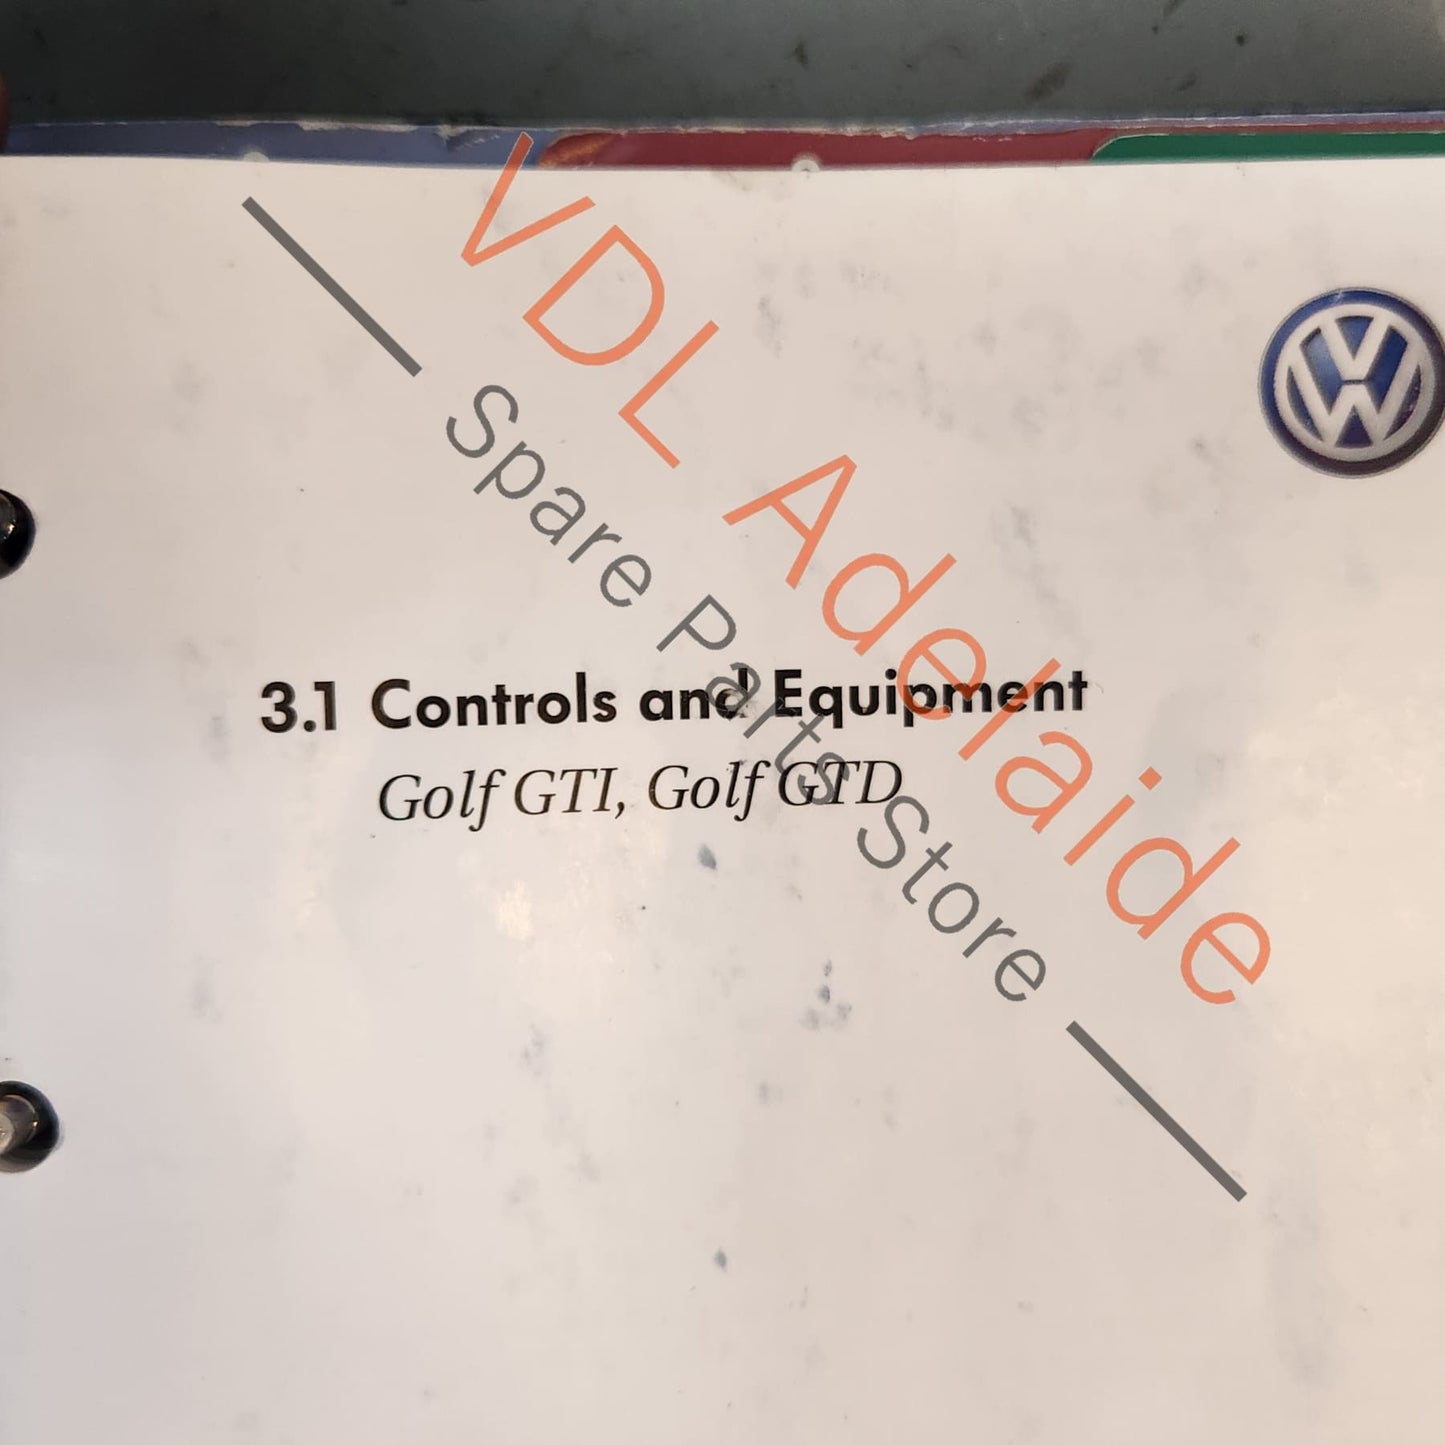 VDL Adelaide
Spare Parts Store
3.1 Controls and Equipment
Golf GTI, Golf GTD